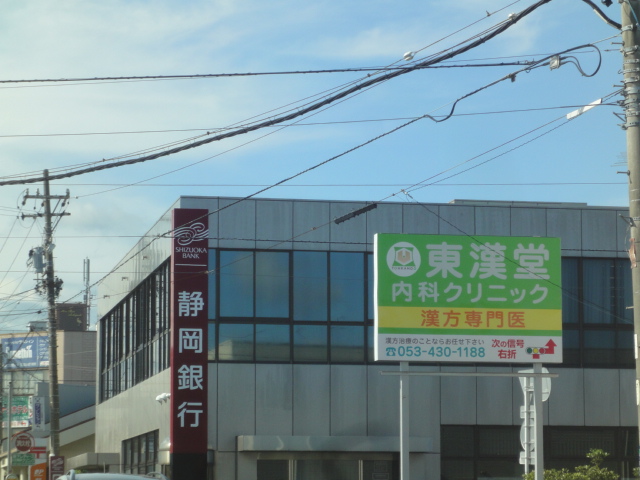 SHIZUOKA
BANK
静岡銀行
東漢堂
内科クリニック
漢方専門医
漢方治療のことならお任せ下さい
☎053-430-1188
次の信号
右折